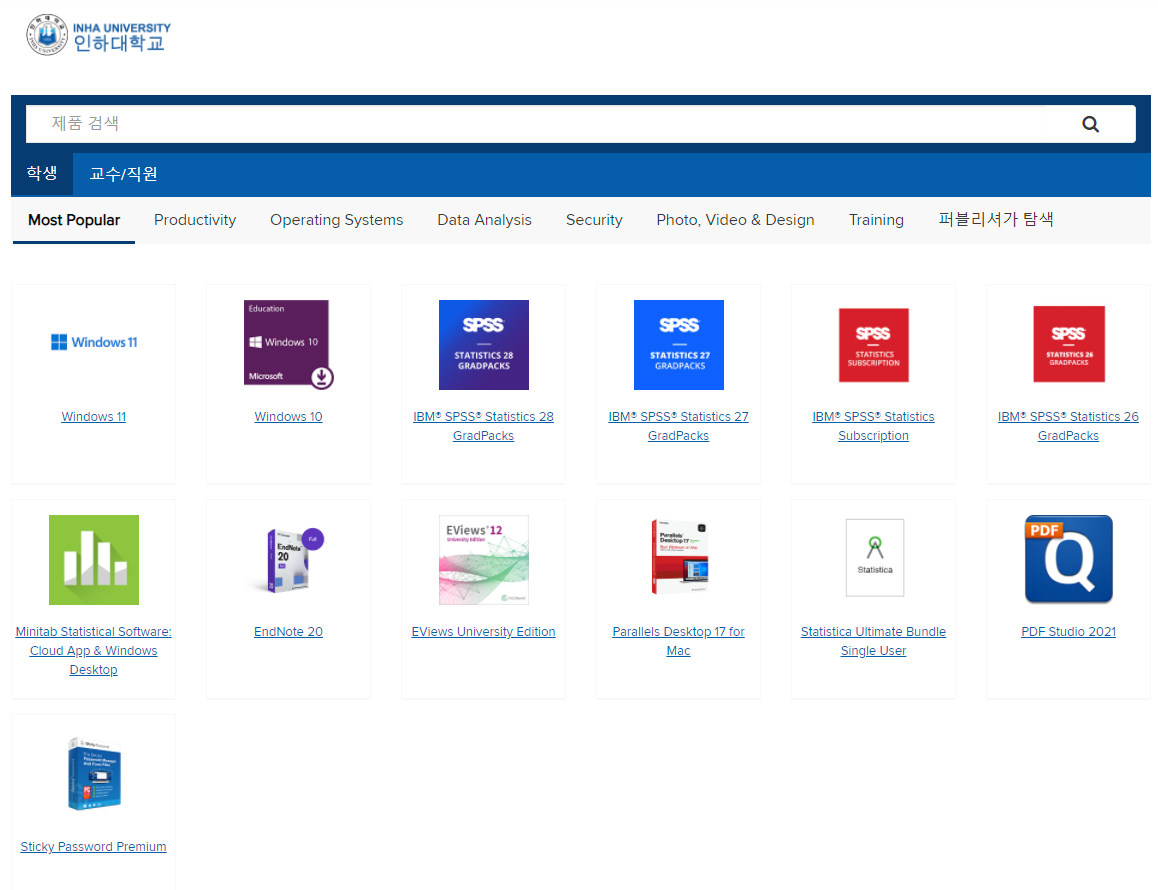 INHA UNIVERSITY
인하대학교
제품 검색
학생 교수/직원
Most Popular Productivity Operating Systems Data Analysis Security Photo, Video & Design Training 퍼블리셔가 탐색
Windows 11
Windows 11
Education
Windows 10
Microsoft
Windows 10
SPSS
STATISTICS 28
GRADPACKS
IBM® SPSS® Statistics 28
GradPacks
SPSS
STATISTICS 27
GRADPACKS
IBM® SPSS® Statistics 27
GradPacks
SPSS
STATISTICS
SUBSCRIPTION
IBM® SPSS® Statistics
Subscription
SPSS
STATISTICS 26
GRADPACKS
IBM® SPSS® Statistics 26
GradPacks
Minitab Statistical Software:
Cloud App & Windows
Desktop
EndNote
20
Full
EndNote 20
EViews 12
University Edition
EViews University Edition
Parallels
Desktop 17
Parallels Desktop 17 for
Mac
Statistica
Statistica Ultimate Bundle
Single User
PDF
Q
PDF Studio 2021
Sticky Password
Password Manager
PC
Sticky Password Premium